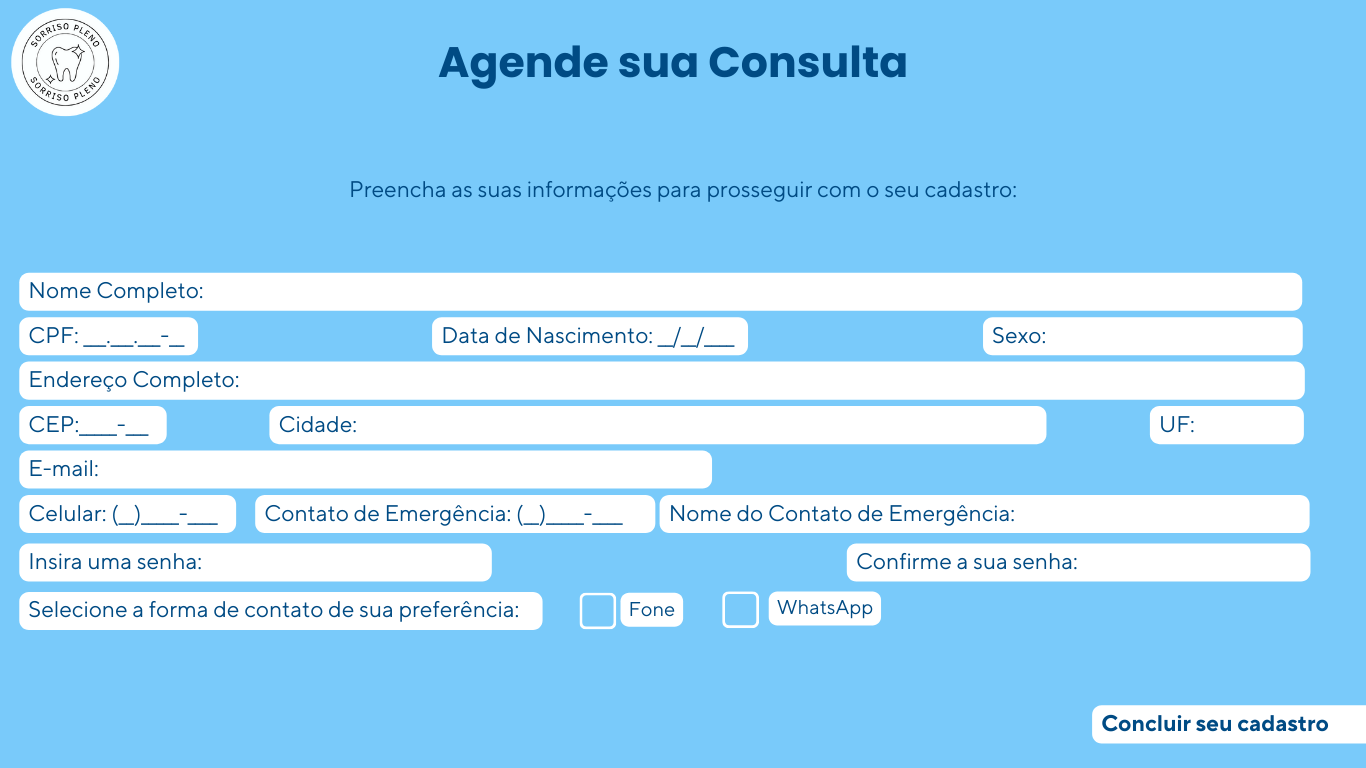 SORRISO PLENO
SORRISO PLENO
Agende sua Consulta
Preencha as suas informações para prosseguir com o seu cadastro:
Nome Completo:
CPF: __.__.__-_ Data de Nascimento: _/_/__ Sexo:
Endereço Completo:
CEP:___-__ Cidade: UF:
E-mail:
Celular: (_)___-__ Contato de Emergência: (_)___-__ Nome do Contato de Emergência:
Insira uma senha: Confirme a sua senha:
Selecione a forma de contato de sua preferência: Fone WhatsApp
Concluir seu cadastro